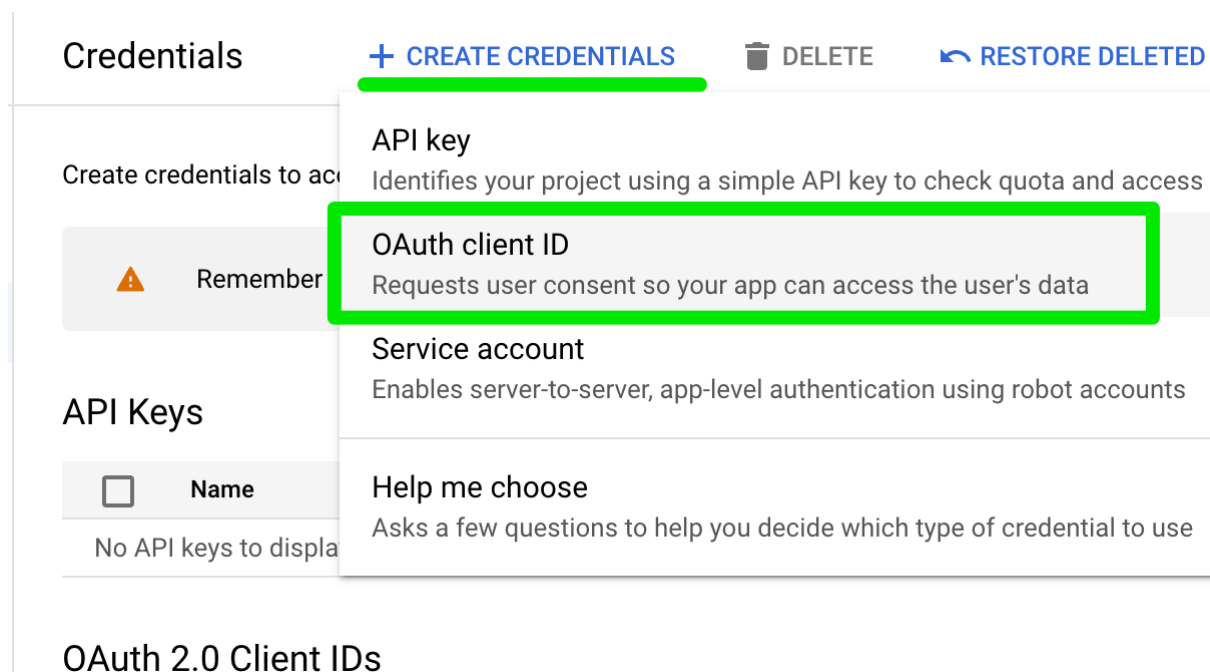 Credentials
CREATE CREDENTIALS
DELETE
RESTORE DELETED
API key
Identifies your project using a simple API key to check quota and access
Create credentials to
OAuth client ID
Requests user consent so your app can access the user's data
Remember
Service account
Enables server-to-server, app-level authentication using robot accounts
API Keys
Name
Help me choose
Asks a few questions to help you decide which type of credential to use
No API keys to
OAuth 2.0 Client IDs